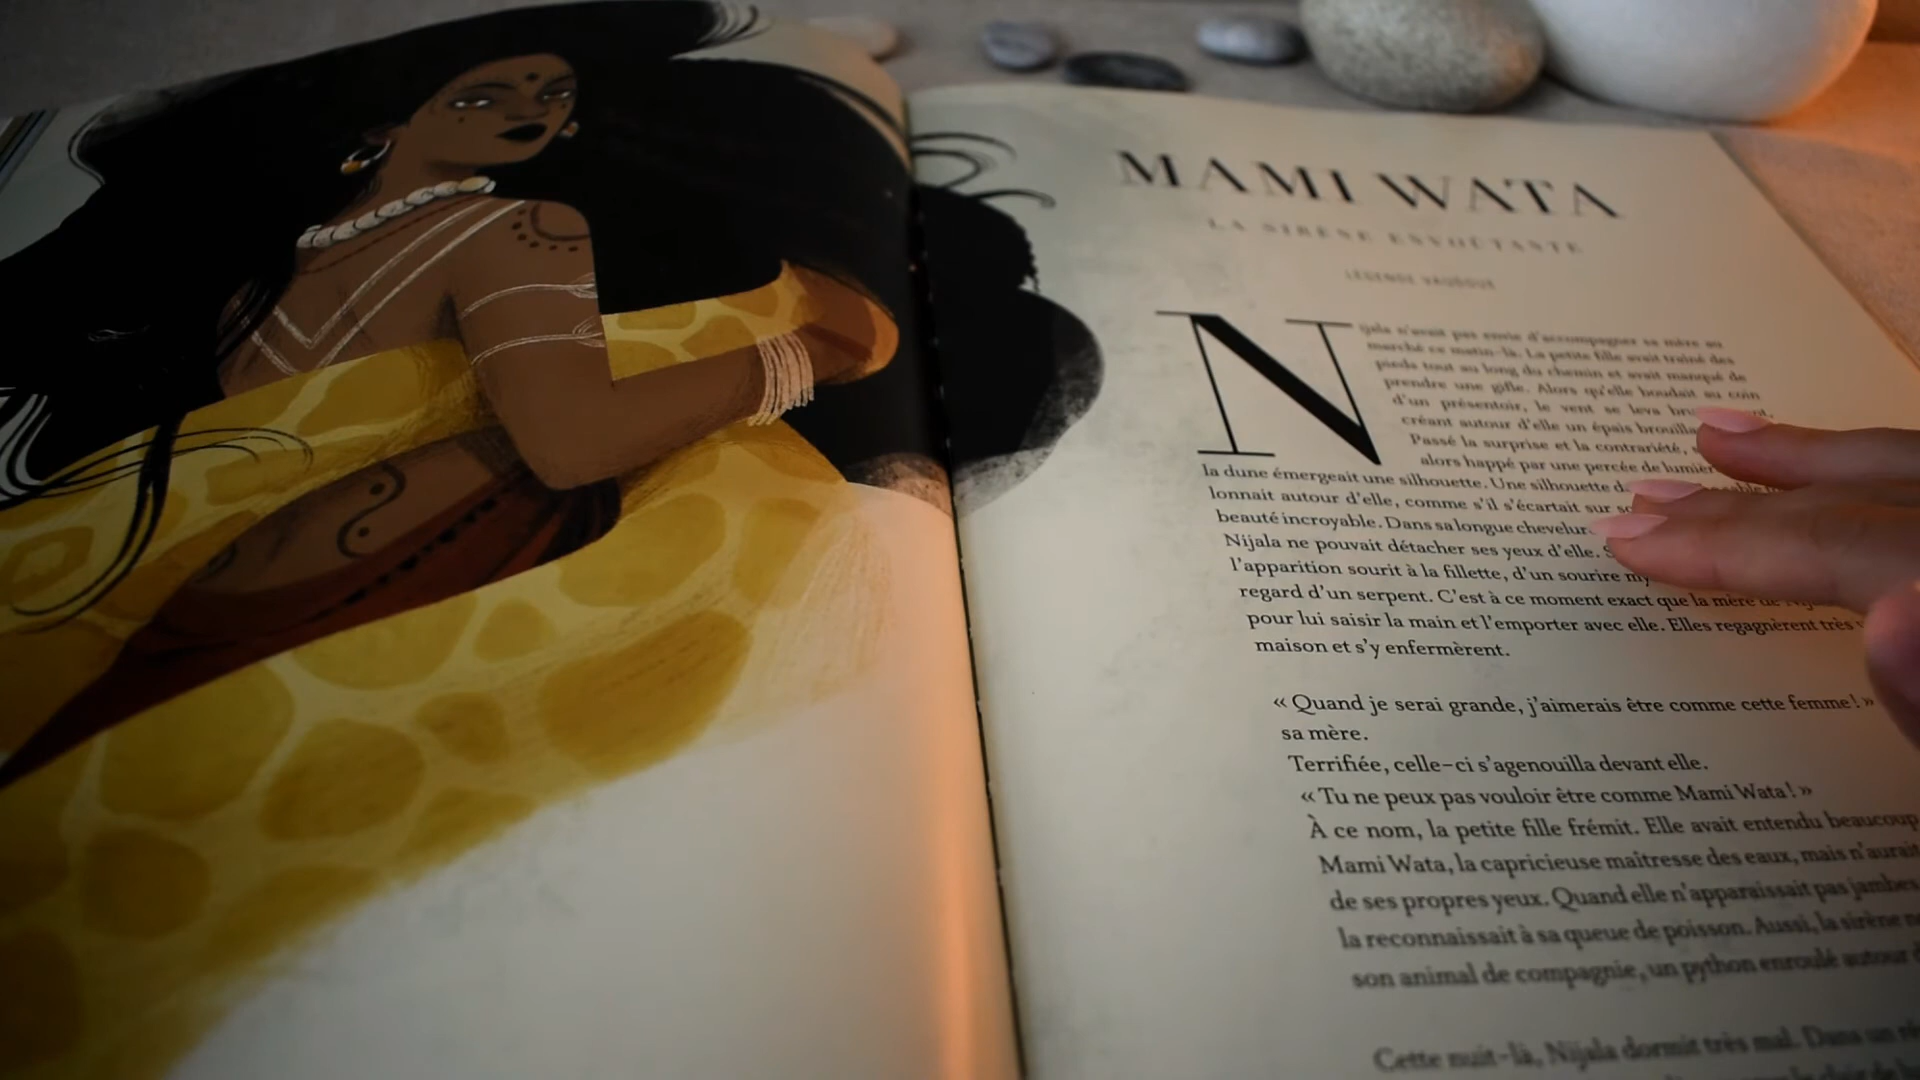 MAMI WATA
LA SIRÈNE ENVOÛTANTE
LÉGENDE VAUDOUE
Nijala n'avait pas envie d'accompagner sa mère au
marché ce matin-là. La petite fille avait traîné des
pieds tout au long du chemin et avait manqué de
prendre une gifle. Alors qu'elle boudait au coin
d'un présentoir, le vent se leva
créant autour d'elle un épais
Passé la surprise et la contrariété,
alors happé par une percée de
la dune émergeait une silhouette. Une silhouette
lonnait autour d'elle, comme s'il s'écartait sur
beauté incroyable. Dans sa longue
Nijala ne pouvait détacher ses yeux d'elle.
l'apparition sourit à la fillette, d'un sourire
regard d'un serpent. C'est à ce moment exact que la mère de
pour lui saisir la main et l'emporter avec elle. Elles regagnèrent très
maison et s'y enfermèrent.
« Quand je serai grande, j'aimerais être comme cette femme ! »
sa mère.
Terrifiée, celle-ci s'agenouilla devant elle.
« Tu ne peux pas vouloir être comme Mami Wata ! »
À ce nom, la petite fille frémit. Elle avait entendu beaucoup
Mami Wata, la capricieuse maîtresse des eaux, mais n'aurait
de ses propres yeux. Quand elle n'apparaissait pas jambes
la reconnaissait à sa queue de poisson. Aussi, la sirène
son animal de compagnie, un python enroulé autour
Cette nuit-là, Nijala dormit très mal. Dans un